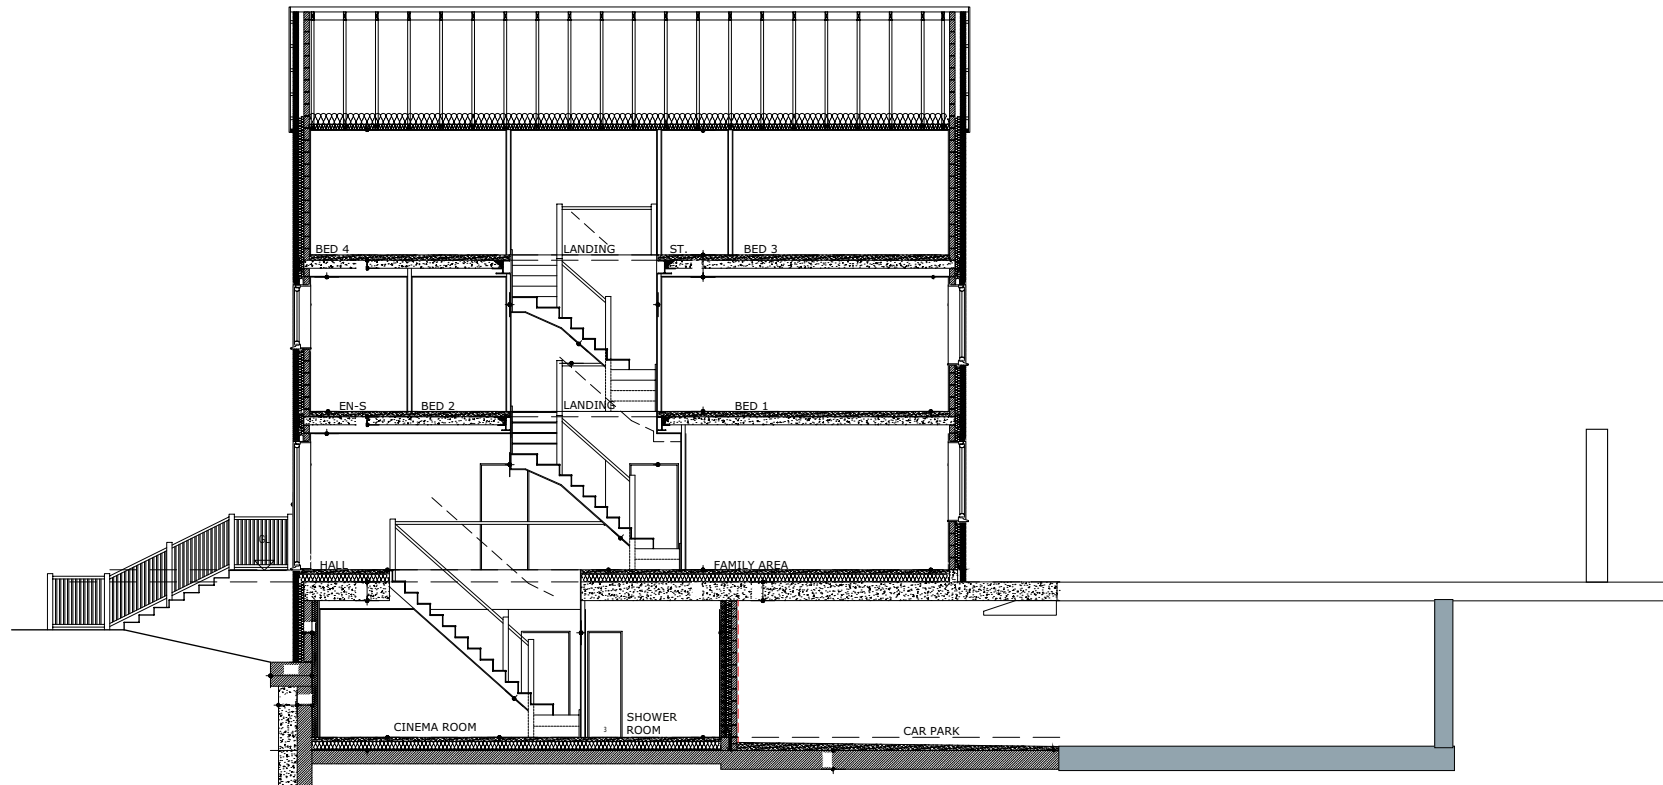 BED 4
LANDING
ST.
BED 3
EN-S
BED 2
LANDING
BED 1
HALL
FAMILY AREA
CINEMA ROOM
SHOWER
ROOM
3
CAR PARK